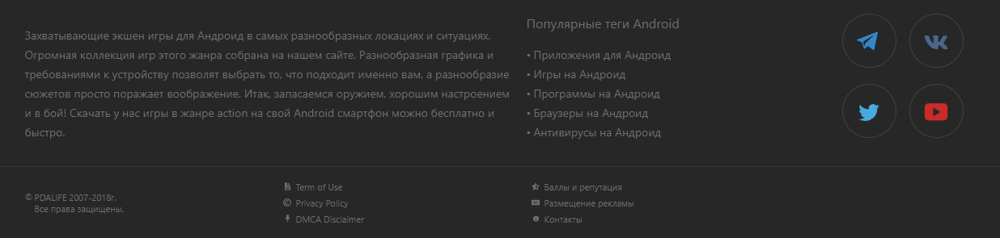 Захватывающие экшен игры для Андроид в самых разнообразных локациях и ситуациях.
Огромная коллекция игр этого жанра собрана на нашем сайте. Разнообразная графика и
требованиями к устройству позволят выбрать то, что подходит именно вам, а разнообразие
сюжетов просто поражает воображение. Итак, запасаемся оружием, хорошим настроением
и в бой! Скачать у нас игры в жанре action на свой Android смартфон можно бесплатно и
быстро.
Популярные теги Android
• Приложения для Андроид
• Игры на Андроид
• Программы на Андроид
• Браузеры на Андроид
• Антивирусы на Андроид
© PDALIFE 2007-2018г.
Все права защищены.
Term of Use
Privacy Policy
DMCA Disclaimer
Баллы и репутация
Размещение рекламы
Контакты